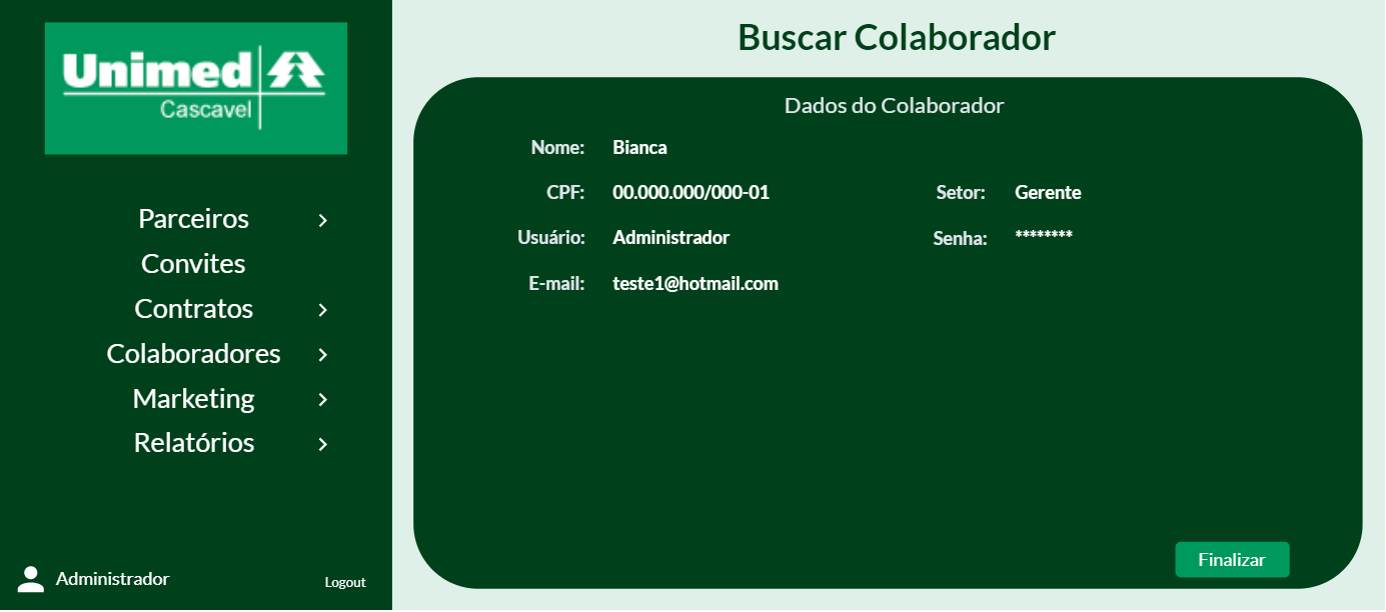 Unimed
Cascavel
Parceiros
Convites
Contratos
Colaboradores
Marketing
Relatórios
Administrador
Logout
Buscar Colaborador
Dados do Colaborador
Nome: Bianca
CPF: 00.000.000/000-01 Setor: Gerente
Usuário: Administrador Senha: ********
E-mail: teste1@hotmail.com
Finalizar